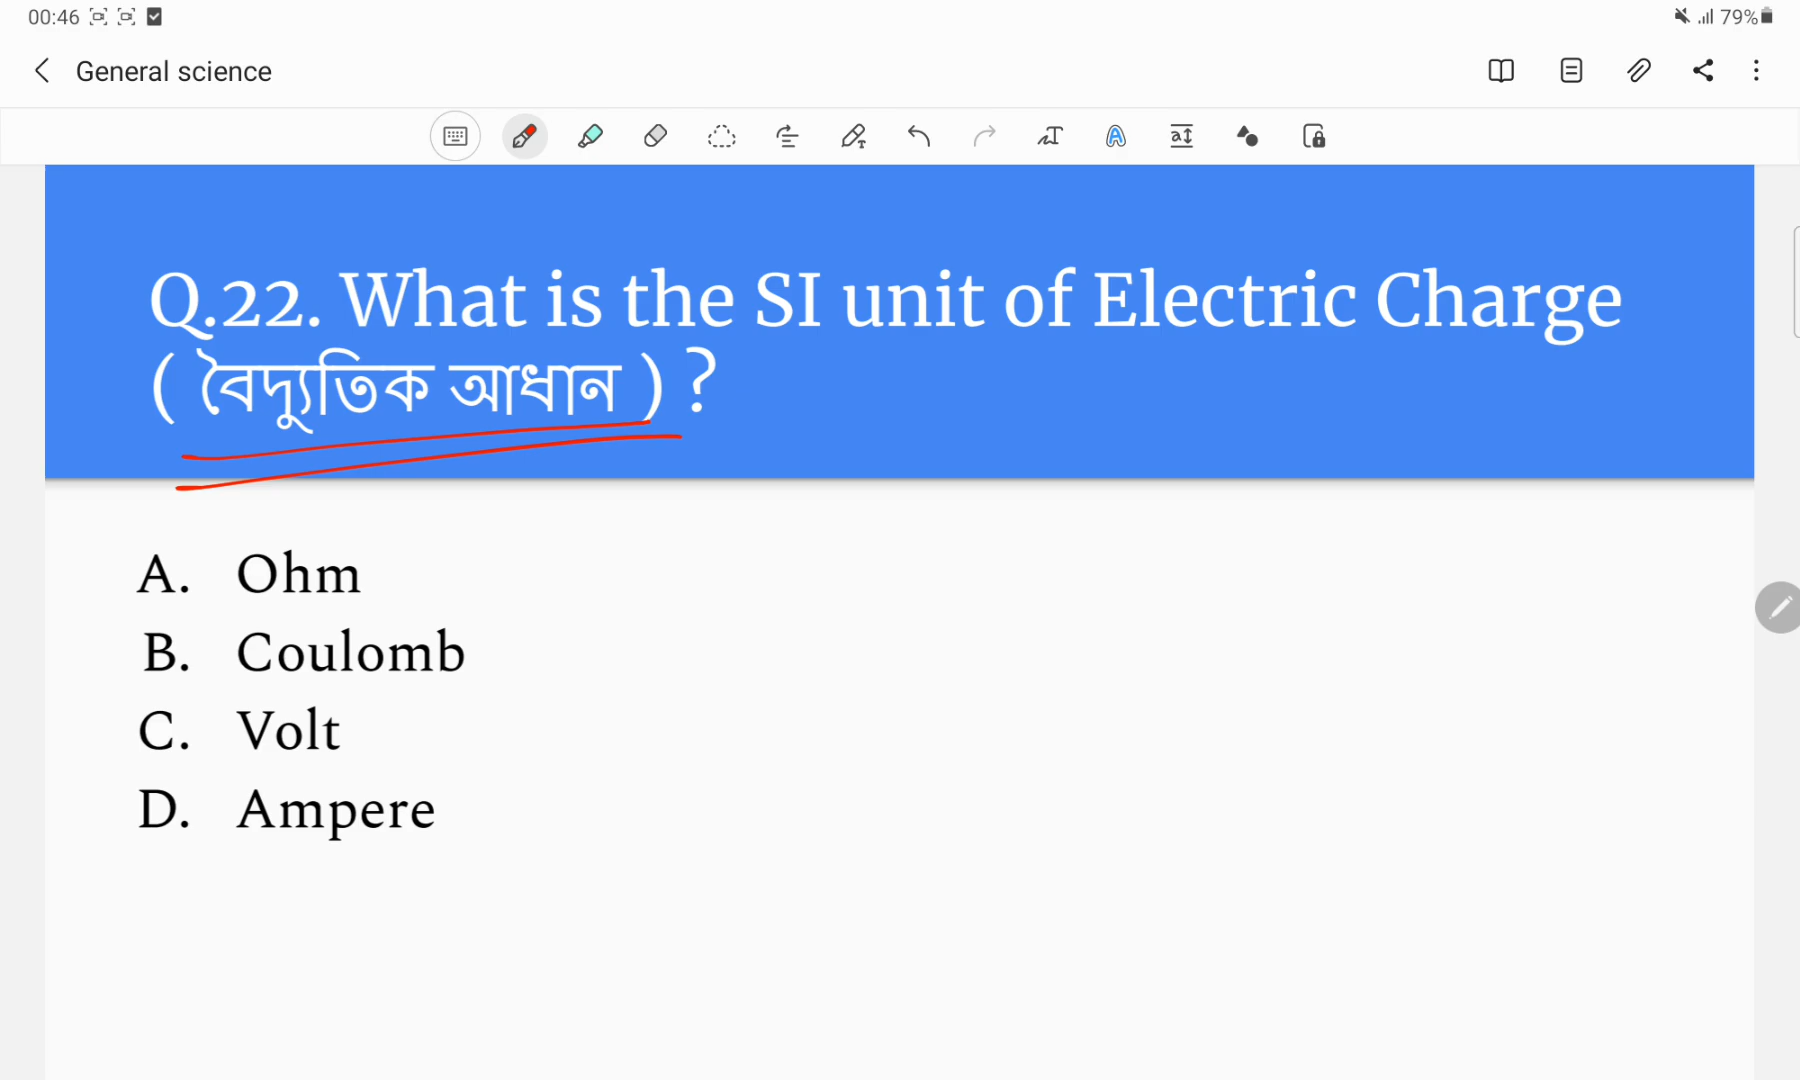 00:46
79%
General science
Q.22. What is the SI unit of Electric Charge
( বৈদ্যুতিক আধান ) ?
A. Ohm
B. Coulomb
C. Volt
D. Ampere